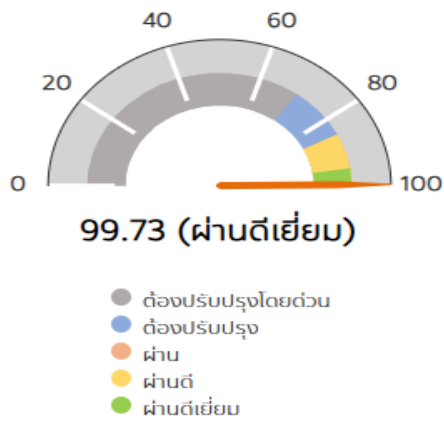 40
60
20
80
0
100
99.73 (ผ่านดีเยี่ยม)
ต้องปรับปรุงโดยด่วน
ต้องปรับปรุง
ผ่าน
ผ่านดี
ผ่านดีเยี่ยม